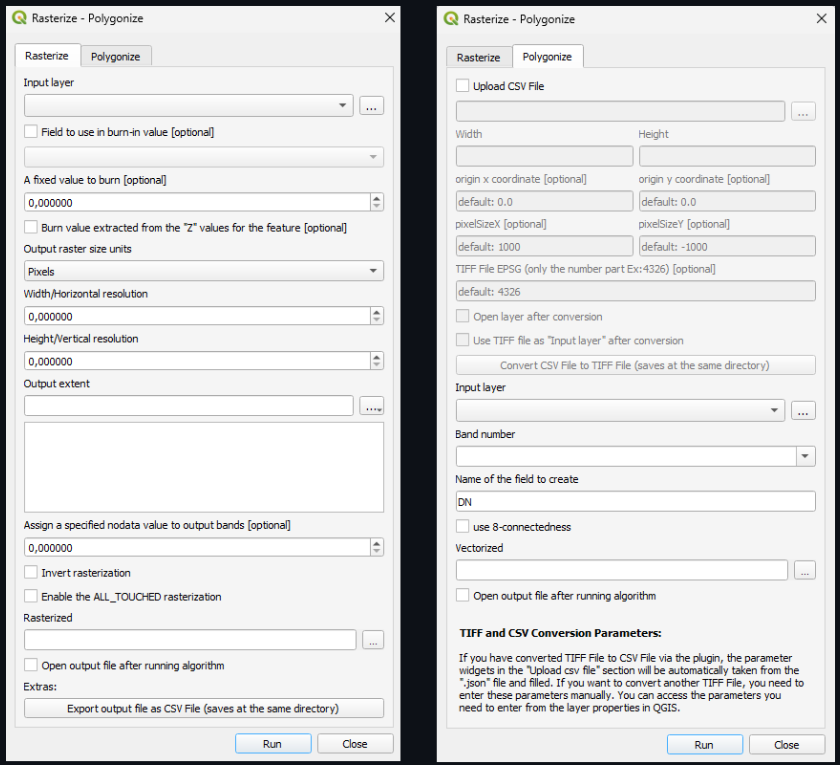 Rasterize - Polygonize
Rasterize
Polygonize
Input layer
...
Field to use in burn-in value [optional]
A fixed value to burn [optional]
0,000000
Burn value extracted from the "Z" values for the feature [optional]
Output raster size units
Pixels
Width/Horizontal resolution
0,000000
Height/Vertical resolution
0,000000
Output extent
...
Assign a specified nodata value to output bands [optional]
0,000000
Invert rasterization
Enable the ALL_TOUCHED rasterization
Rasterized
...
Open output file after running algorithm
Extras:
Export output file as CSV File (saves at the same directory)
Run
Close
Rasterize - Polygonize
Rasterize
Polygonize
Upload CSV File
...
Width
Height
origin x coordinate [optional]
origin y coordinate [optional]
default: 0.0
default: 0.0
pixelSizeX [optional]
pixelSizeY [optional]
default: 1000
default: -1000
TIFF File EPSG (only the number part Ex:4326) [optional]
default: 4326
Open layer after conversion
Use TIFF file as "Input layer" after conversion
Convert CSV File to TIFF File (saves at the same directory)
Input layer
...
Band number
Name of the field to create
DN
use 8-connectedness
Vectorized
...
Open output file after running algorithm
TIFF and CSV Conversion Parameters:
If you have converted TIFF File to CSV File via the plugin, the parameter
widgets in the "Upload csv file" section will be automatically taken from the
".json" file and filled. If you want to convert another TIFF File, you need to
enter these parameters manually. You can access the parameters you
need to enter from the layer properties in QGIS.
Run
Close